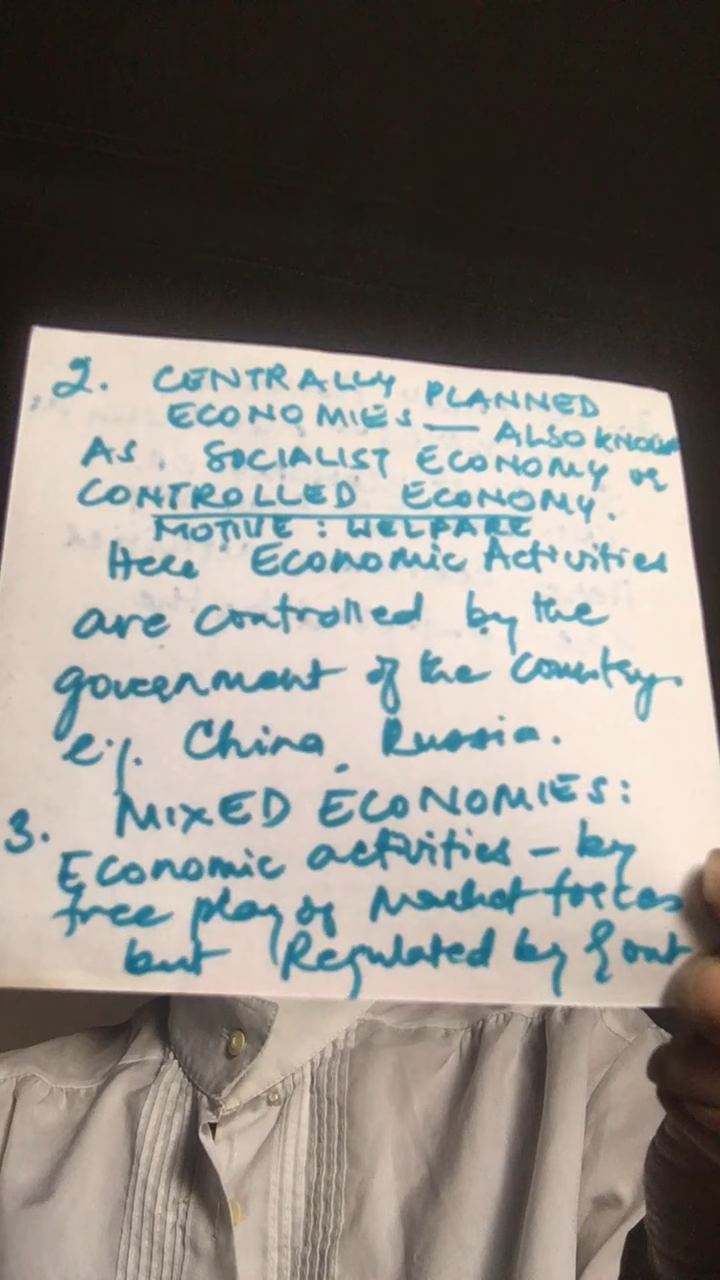 2. CENTRALLY PLANNED
ECONOMIES — ALSO KNOWN
AS SOCIALIST ECONOMY or
CONTROLLED ECONOMY.
MOTIVE : WELFARE
Here Economic Activities
are controlled by the
government of the country.
e.g. China, Russia.
3. MIXED ECONOMIES:
Economic activities – by
free play of Market forces
but Regulated by Govt